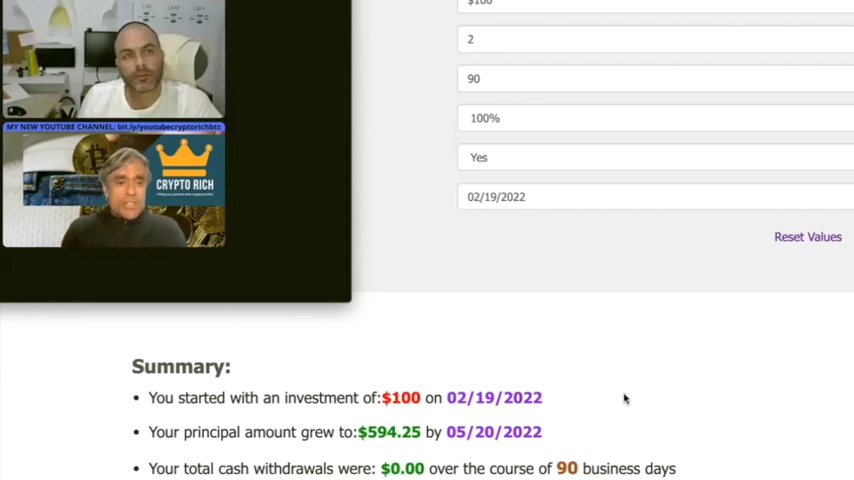 $100
2
90
100%
MY NEW YOUTUBE CHANNEL: bit.ly/youtubecryptorichbtc
Yes
CRYPTO RICH
02/19/2022
Reset Values
Summary:
• You started with an investment of:$100 on 02/19/2022
• Your principal amount grew to:$594.25 by 05/20/2022
• Your total cash withdrawals were: $0.00 over the course of 90 business days